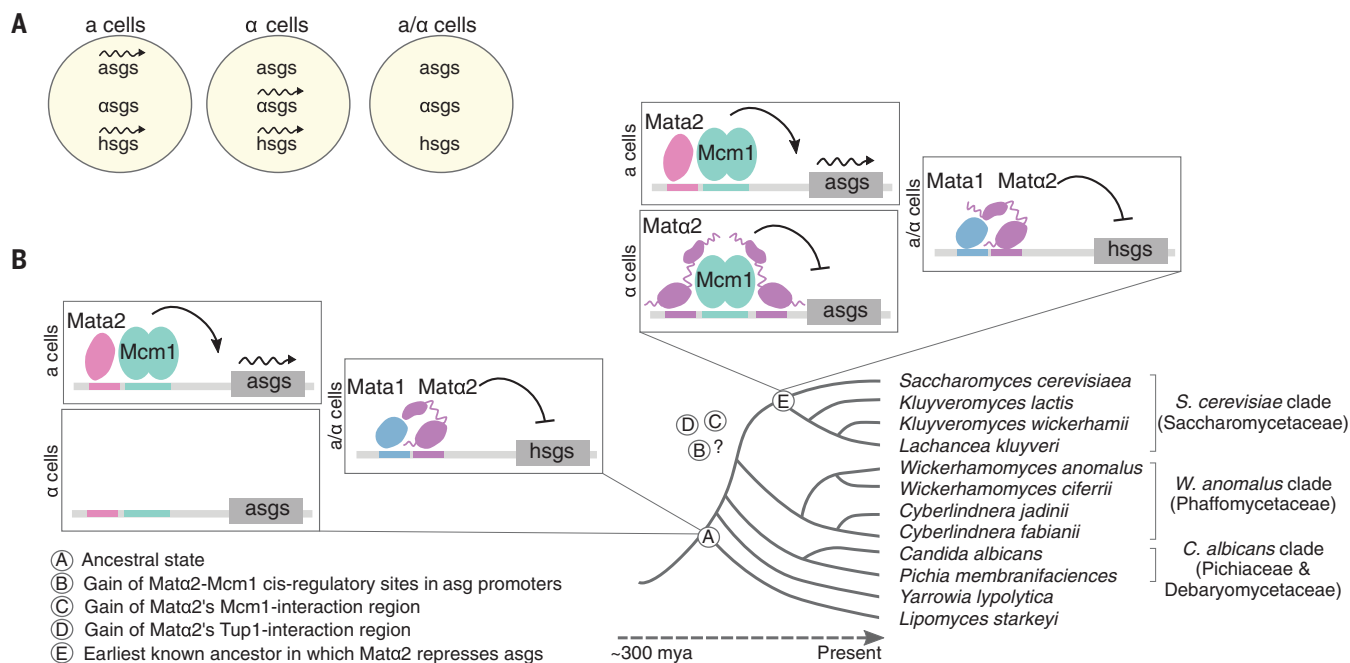 A
a cells
asgs
αsgs
hsgs
α cells
asgs
αsgs
hsgs
a/α cells
asgs
αsgs
hsgs
B
a cells
Mata2
Mcm1
asgs
α cells
asgs
a/α cells
Mata1 Matα2
hsgs
a cells
Mata2
Mcm1
asgs
α cells
Matα2
Mcm1
asgs
a/α cells
Mata1 Matα2
hsgs
D C
B ?
E
A
Saccharomyces cerevisiaea
Kluyveromyces lactis
Kluyveromyces wickerhamii
Lachancea kluyveri
Wickerhamomyces anomalus
Wickerhamomyces ciferrii
Cyberlindnera jadinii
Cyberlindnera fabianii
Candida albicans
Pichia membranifaciences
Yarrowia lypolytica
Lipomyces starkeyi
S. cerevisiae clade
(Saccharomycetaceae)
W. anomalus clade
(Phaffomycetaceae)
C. albicans clade
(Pichiaceae &
Debaryomycetaceae)
~300 mya Present
A Ancestral state
B Gain of Matα2-Mcm1 cis-regulatory sites in asg promoters
C Gain of Matα2's Mcm1-interaction region
D Gain of Matα2's Tup1-interaction region
E Earliest known ancestor in which Matα2 represses asgs